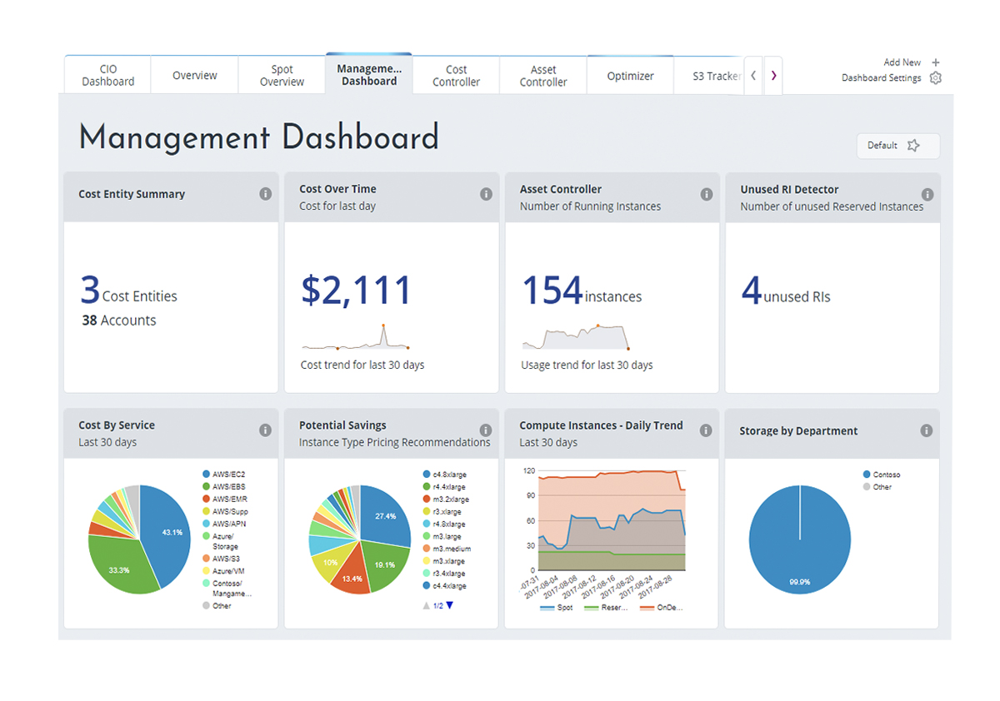 CIO
Dashboard
Overview
Spot
Overview
Manageme...
Dashboard
Cost
Controller
Asset
Controller
Optimizer
S3 Tracker
Add New
Dashboard Settings
Management Dashboard
Default
Cost Entity Summary
3 Cost Entities
38 Accounts
Cost Over Time
Cost for last day
$2,111
Cost trend for last 30 days
Asset Controller
Number of Running Instances
154 instances
Usage trend for last 30 days
Unused RI Detector
Number of unused Reserved Instances
4 unused RIs
Cost By Service
Last 30 days
43.1%
33.3%
AWS/EC2
AWS/EBS
AWS/EMR
AWS/Supp
AWS/APN
Azure/
Storage
AWS/S3
Azure/VM
Contoso/
Mangame...
Other
Potential Savings
Instance Type Pricing Recommendations
27.4%
19.1%
13.4%
10%
c4.8xlarge
r4.4xlarge
m3.2xlarge
r3.xlarge
r4.8xlarge
m3.large
m3.medium
m3.xlarge
r3.4xlarge
c4.4xlarge
1/2
Compute Instances - Daily Trend
Last 30 days
120
90
60
30
0
-07-31
2017-08-04
2017-08-08
2017-08-12
2017-08-16
2017-08-20
2017-08-24
2017-08-28
Spot
Reser...
OnDe...
Storage by Department
99.9%
Contoso
Other